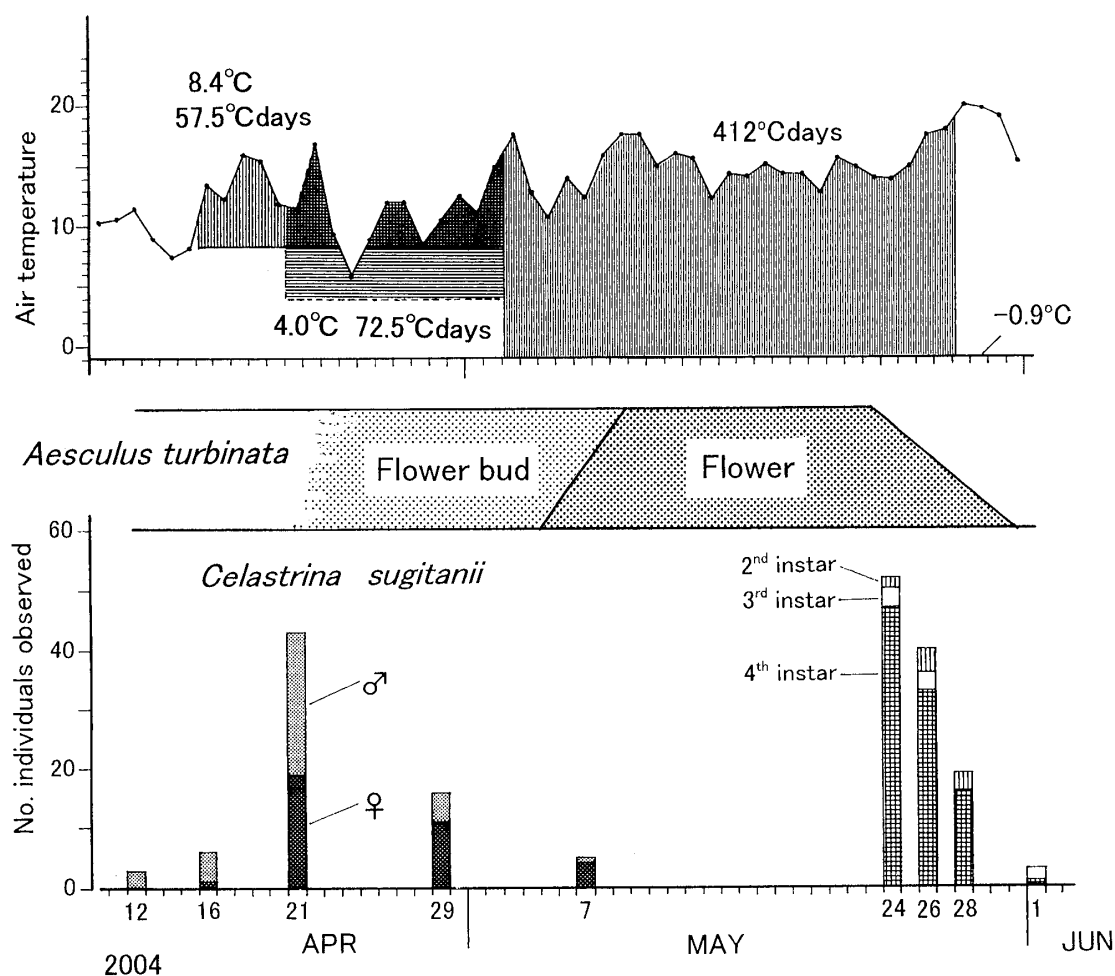 Air temperature
20
10
0
8.4°C
57.5°Cdays
4.0°C 72.5°Cdays
412°Cdays
-0.9°C
Aesculus turbinata
Flower bud
Flower
No. individuals observed
60
40
20
0
Celastrina sugitanii
♂
♀
2nd instar
3rd instar
4th instar
12 16 21 29 7 24 26 28 1
APR MAY JUN
2004